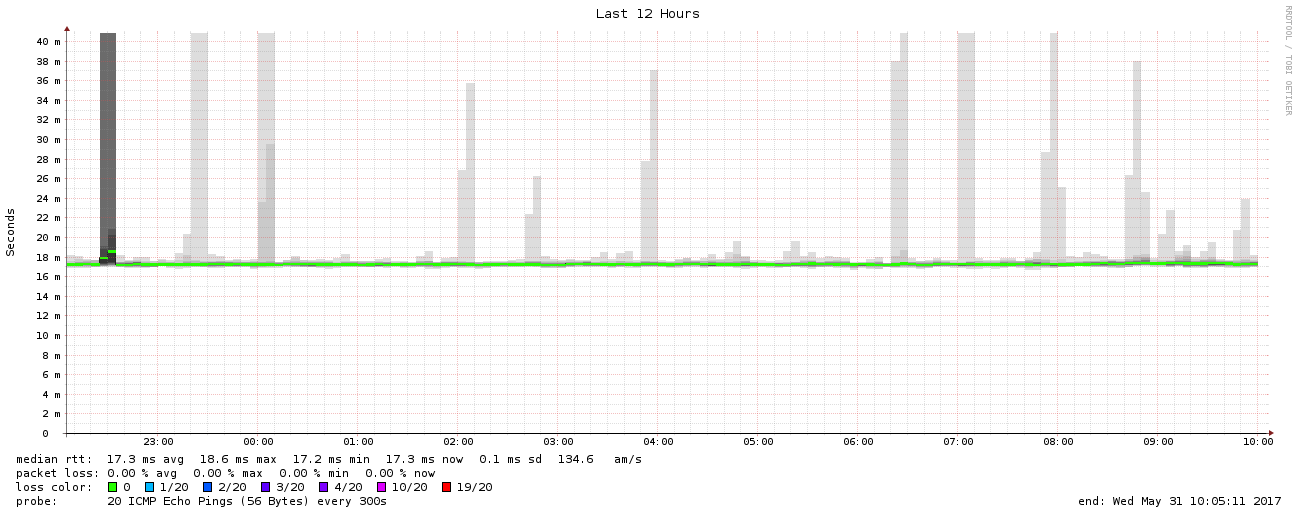 Last 12 Hours
RRDTOOL / TOBI OETIKER
Seconds
40 m
38 m
36 m
34 m
32 m
30 m
28 m
26 m
24 m
22 m
20 m
18 m
16 m
14 m
12 m
10 m
8 m
6 m
4 m
2 m
0
23:00 00:00 01:00 02:00 03:00 04:00 05:00 06:00 07:00 08:00 09:00 10:00
median rtt: 17.3 ms avg 18.6 ms max 17.2 ms min 17.3 ms now 0.1 ms sd 134.6 am/s
packet loss: 0.00 % avg 0.00 % max 0.00 % min 0.00 % now
loss color: 0 1/20 2/20 3/20 4/20 10/20 19/20
probe: 20 ICMP Echo Pings (56 Bytes) every 300s end: Wed May 31 10:05:11 2017